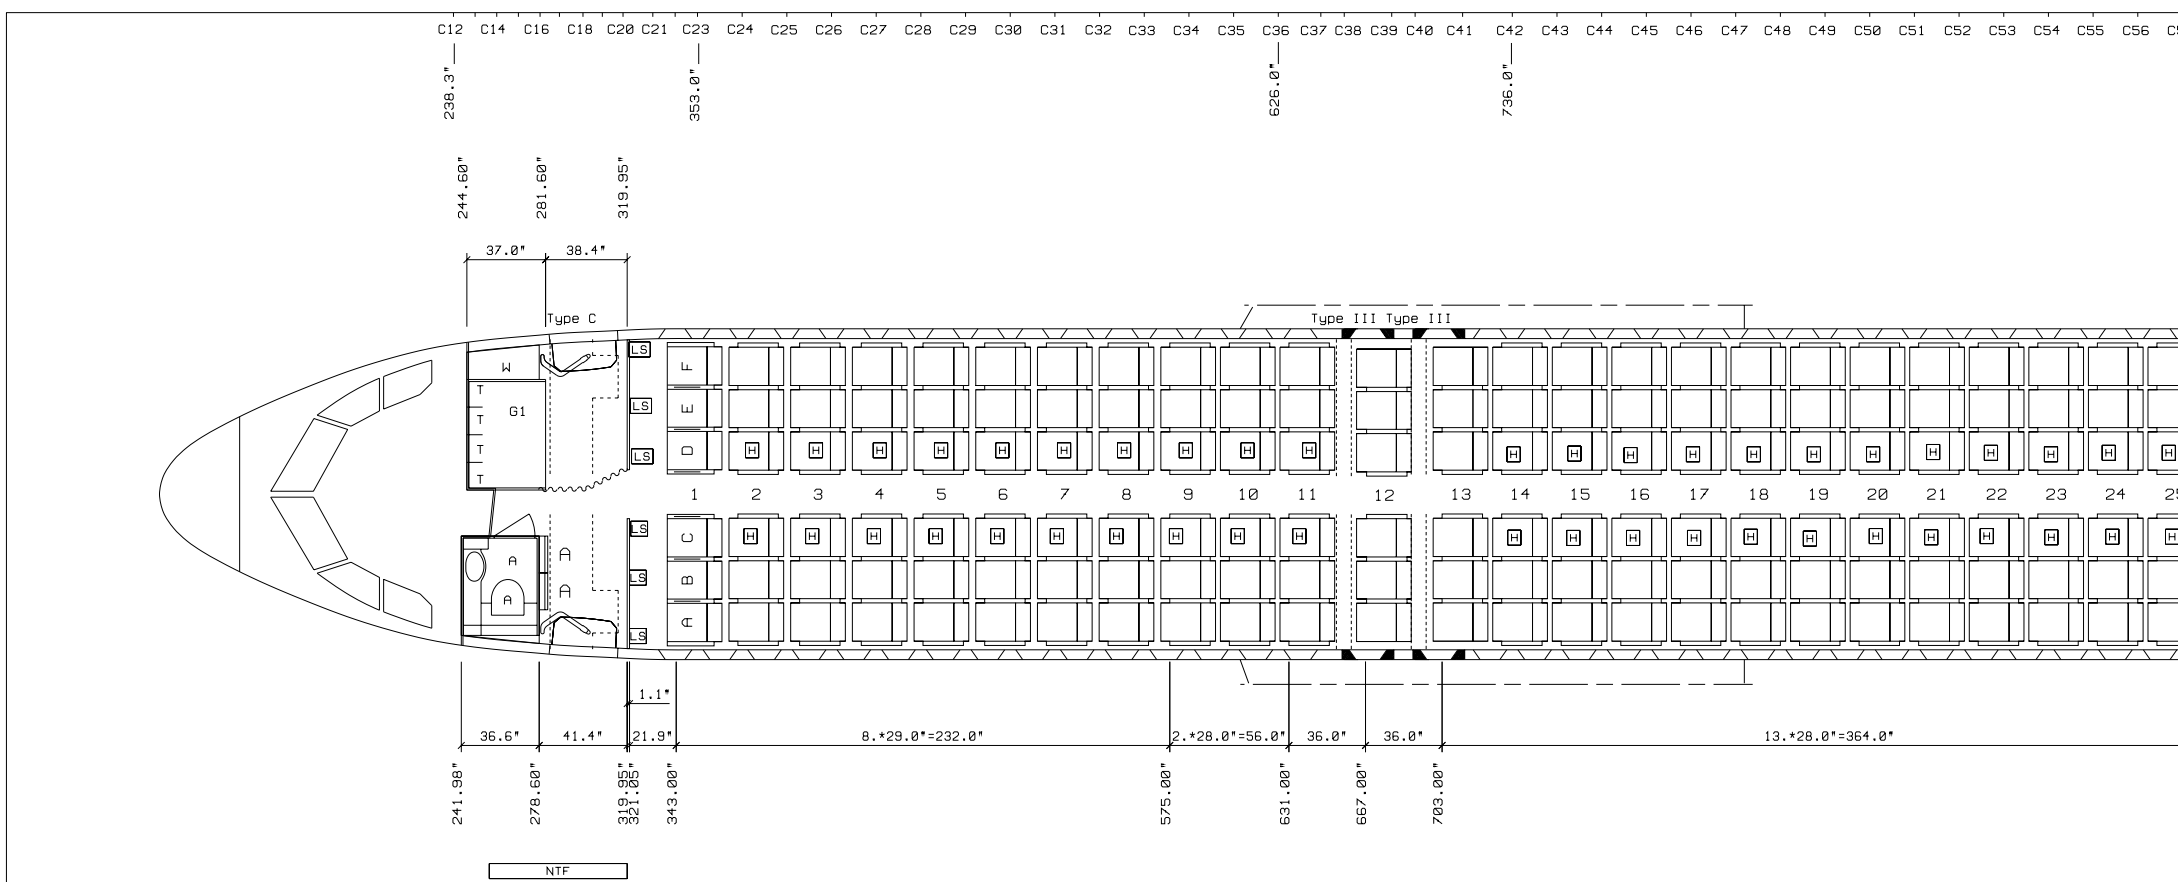 C12 C14 C16 C18 C20 C21 C23 C24 C25 C26 C27 C28 C29 C30 C31 C32 C33 C34 C35 C36 C37 C38 C39 C40 C41 C42 C43 C44 C45 C46 C47 C48 C49 C50 C51 C52 C53 C54 C55 C56
238.3" 353.0" 626.0" 736.0"
244.60" 281.60" 319.95"
37.0" 38.4"
Type C Type III Type III
LS
W F
T
G1 LS E
T
T LS D H H H H H H H H H H H H H H H H H H H H H H
T
1 2 3 4 5 6 7 8 9 10 11 12 13 14 15 16 17 18 19 20 21 22 23 24
LS C H H H H H H H H H H H H H H H H H H H H H H
A A
LS B
A A
LS A
1.1"
36.6" 41.4" 21.9" 8.*29.0"=232.0" 2.*28.0"=56.0" 36.0" 36.0" 13.*28.0"=364.0"
241.98" 278.60" 319.95" 321.05" 343.00" 575.00" 631.00" 667.00" 703.00"
NTF